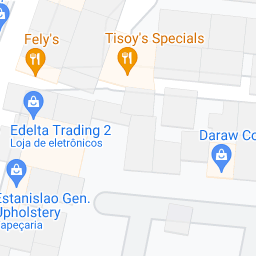 Fely's
Tisoy's Specials
Edelta Trading 2
Loja de eletrônicos
Daraw Co
Estanislao Gen.
Upholstery
apeçaria